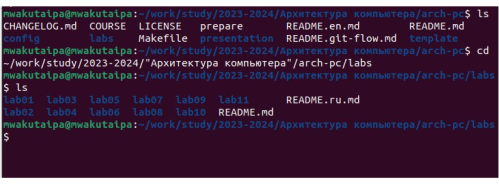 mwakutaipa@mwakutaipa:~/work/study/2023-2024/Архитектура компьютера/arch-pc$ ls
CHANGELOG.md COURSE LICENSE prepare README.en.md README.md
config labs Makefile presentation README.git-flow.md template
mwakutaipa@mwakutaipa:~/work/study/2023-2024/Архитектура компьютера/arch-pc$ cd
~/work/study/2023-2024/"Архитектура компьютера"/arch-pc/labs
mwakutaipa@mwakutaipa:~/work/study/2023-2024/Архитектура компьютера/arch-pc/labs
$ ls
lab01 lab03 lab05 lab07 lab09 lab11 README.ru.md
lab02 lab04 lab06 lab08 lab10 README.md
mwakutaipa@mwakutaipa:~/work/study/2023-2024/Архитектура компьютера/arch-pc/labs
$